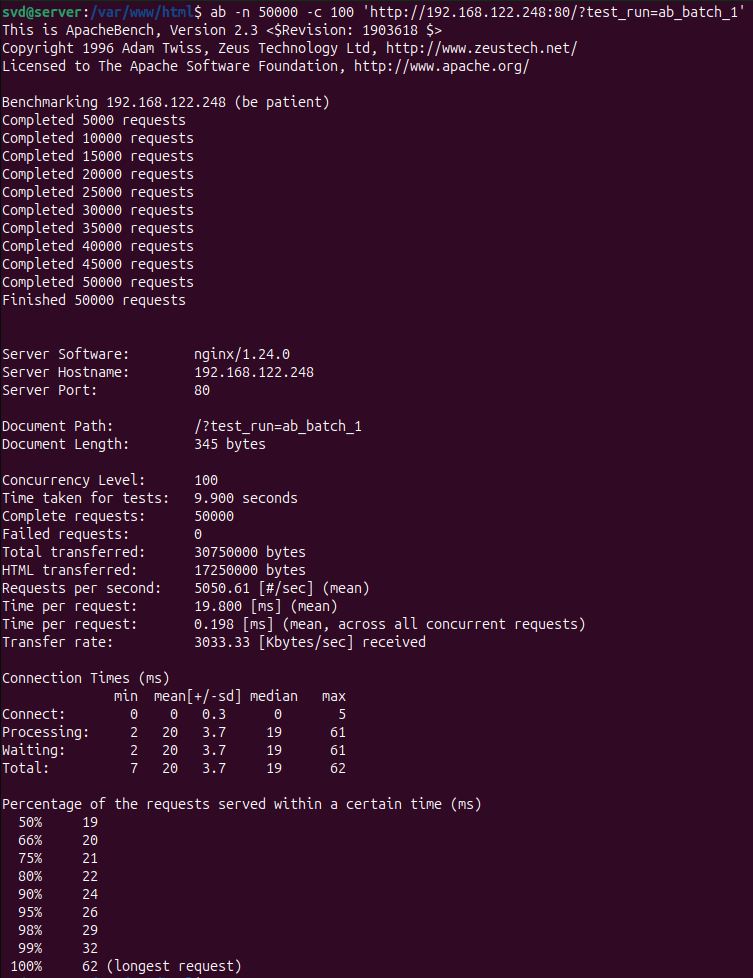 svd@server:/var/www/html$ ab -n 50000 -c 100 'http://192.168.122.248:80/?test_run=ab_batch_1'
This is ApacheBench, Version 2.3 <$Revision: 1903618 $>
Copyright 1996 Adam Twiss, Zeus Technology Ltd, http://www.zeustech.net/
Licensed to The Apache Software Foundation, http://www.apache.org/

Benchmarking 192.168.122.248 (be patient)
Completed 5000 requests
Completed 10000 requests
Completed 15000 requests
Completed 20000 requests
Completed 25000 requests
Completed 30000 requests
Completed 35000 requests
Completed 40000 requests
Completed 45000 requests
Completed 50000 requests
Finished 50000 requests


Server Software:        nginx/1.24.0
Server Hostname:        192.168.122.248
Server Port:            80

Document Path:          /?test_run=ab_batch_1
Document Length:        345 bytes

Concurrency Level:      100
Time taken for tests:   9.900 seconds
Complete requests:      50000
Failed requests:        0
Total transferred:      30750000 bytes
HTML transferred:       17250000 bytes
Requests per second:    5050.61 [#/sec] (mean)
Time per request:       19.800 [ms] (mean)
Time per request:       0.198 [ms] (mean, across all concurrent requests)
Transfer rate:          3033.33 [Kbytes/sec] received

Connection Times (ms)
              min  mean[+/-sd] median   max
Connect:        0    0   0.3      0       5
Processing:     2   20   3.7     19      61
Waiting:        2   20   3.7     19      61
Total:          7   20   3.7     19      62

Percentage of the requests served within a certain time (ms)
  50%     19
  66%     20
  75%     21
  80%     22
  90%     24
  95%     26
  98%     29
  99%     32
 100%     62 (longest request)